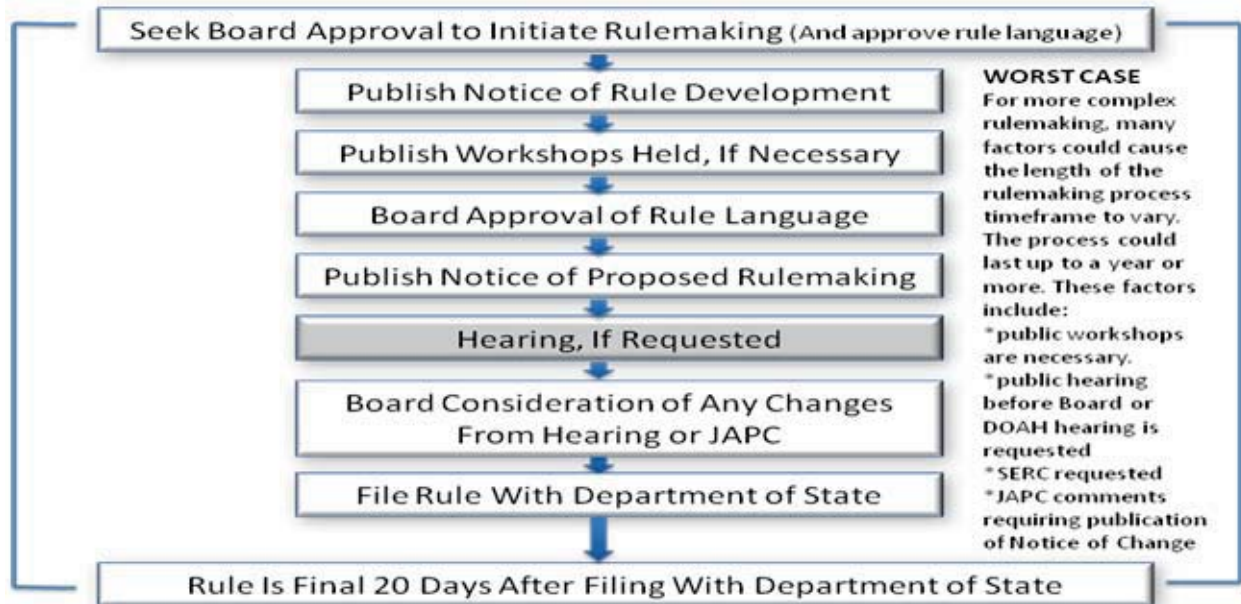 Seek Board Approval to Initiate Rulemaking (And approve rule language)
Publish Notice of Rule Development
Publish Workshops Held, If Necessary
Board Approval of Rule Language
Publish Notice of Proposed Rulemaking
Hearing, If Requested
Board Consideration of Any Changes
From Hearing or JAPC
File Rule With Department of State
Rule Is Final 20 Days After Filing With Department of State
WORST CASE
For more complex
rulemaking, many
factors could cause
the length of the
rulemaking process
timeframe to vary.
The process could
last up to a year or
more. These factors
include:
*public workshops
are necessary.
*public hearing
before Board or
DOAH hearing is
requested
*SERC requested
*JAPC comments
requiring publication
of Notice of Change